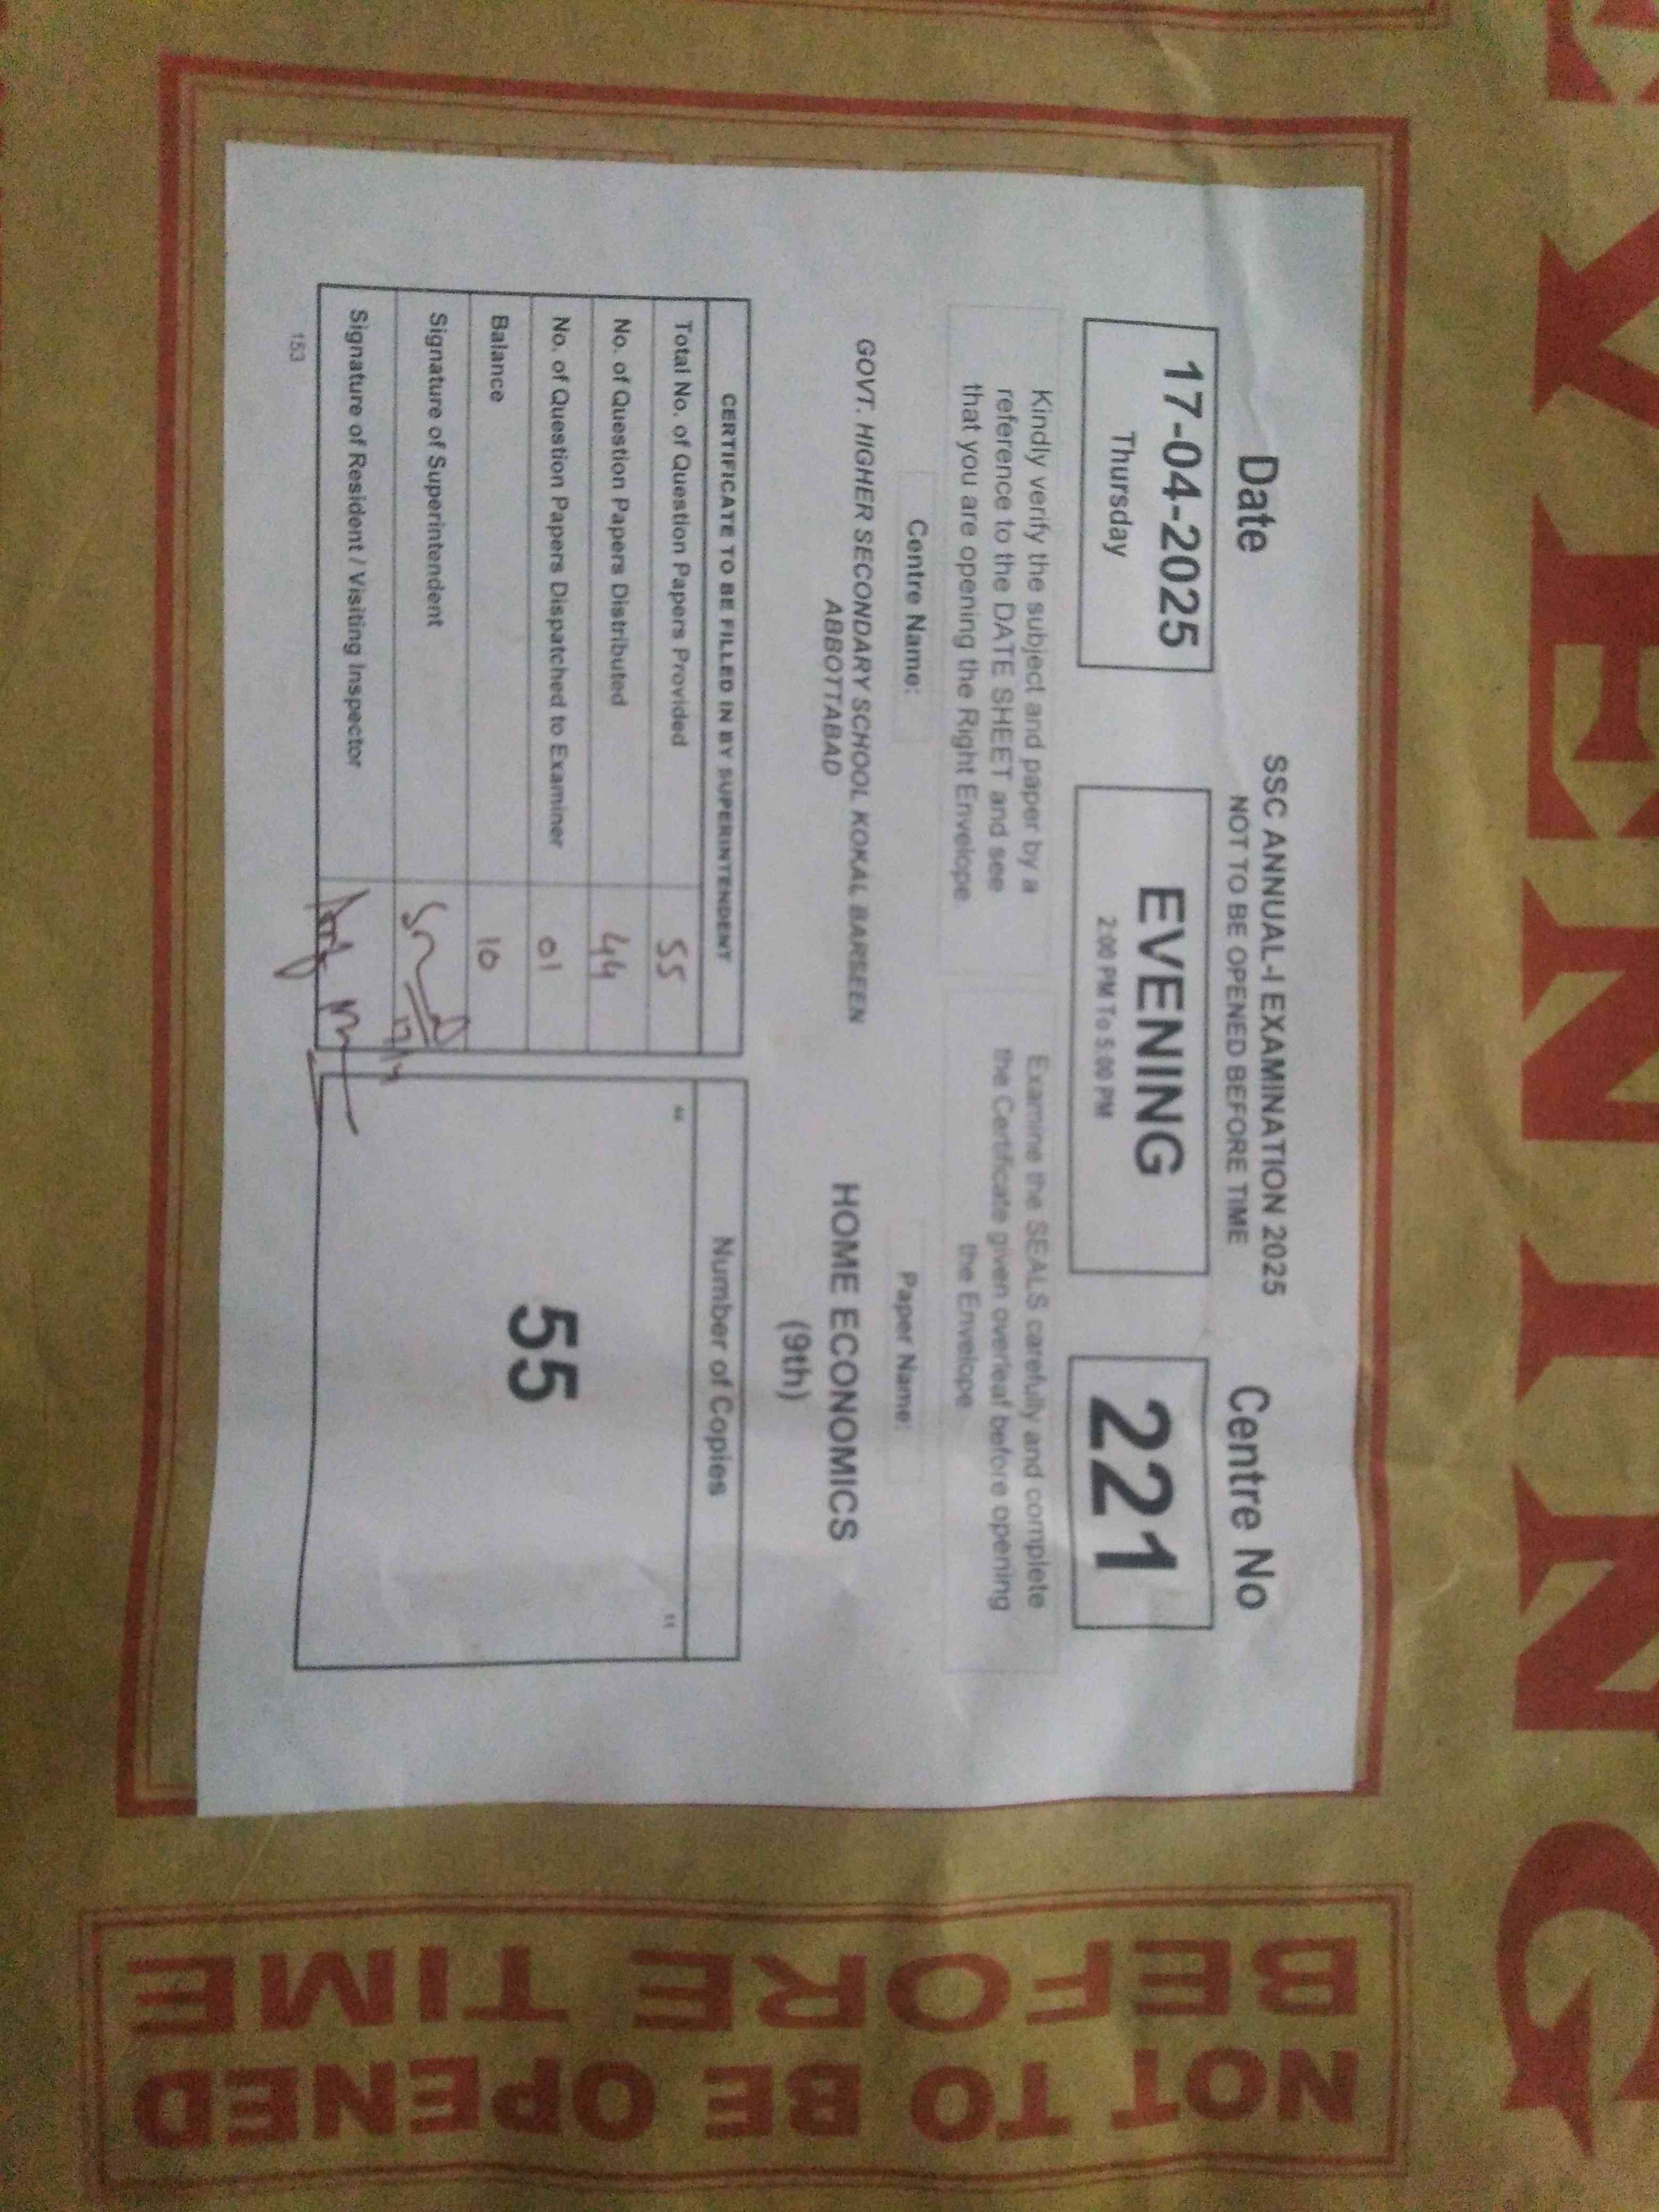 EVENING
SSC ANNUAL-I EXAMINATION 2025
NOT TO BE OPENED BEFORE TIME
Date
Centre No
17-04-2025
Thursday
EVENING
2:00 PM To 5:00 PM
221
Kindly verify the subject and paper by a
reference to the DATE SHEET and see
that you are opening the Right Envelope
Examine the SEALS carefully and complete
the Certificate given overleaf before opening
the Envelope
Centre Name:
Paper Name:
GOVT. HIGHER SECONDARY SCHOOL KOKAL BARSEEN
ABBOTTABAD
HOME ECONOMICS
(9th)
CERTIFICATE TO BE FILLED IN BY SUPERINTENDENT
Total No. of Question Papers Provided 55
No. of Question Papers Distributed 44
No. of Question Papers Dispatched to Examiner 01
Balance 10
Signature of Superintendent
Signature of Resident / Visiting Inspector
Number of Copies
" "
55
153
NOT TO BE OPENED
BEFORE TIME